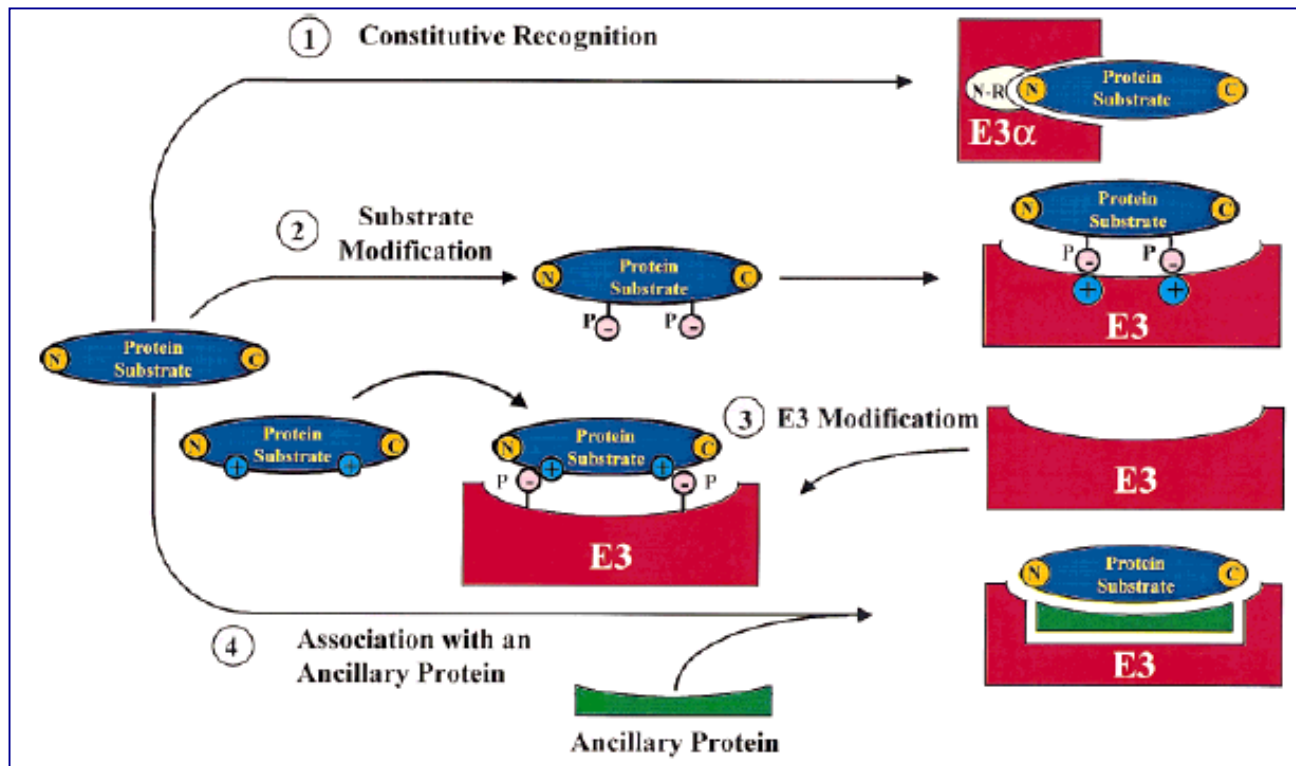 1 Constitutive Recognition
N-R N Protein Substrate C
E3α
2 Substrate
Modification
N Protein Substrate C
P - P -
N Protein Substrate C
P - P -
+ +
E3
N Protein Substrate C
N Protein Substrate C
+ +
N Protein Substrate C
+ +
P - - P
E3
3 E3 Modificatiom
E3
4 Association with an
Ancillary Protein
N Protein Substrate C
E3
Ancillary Protein